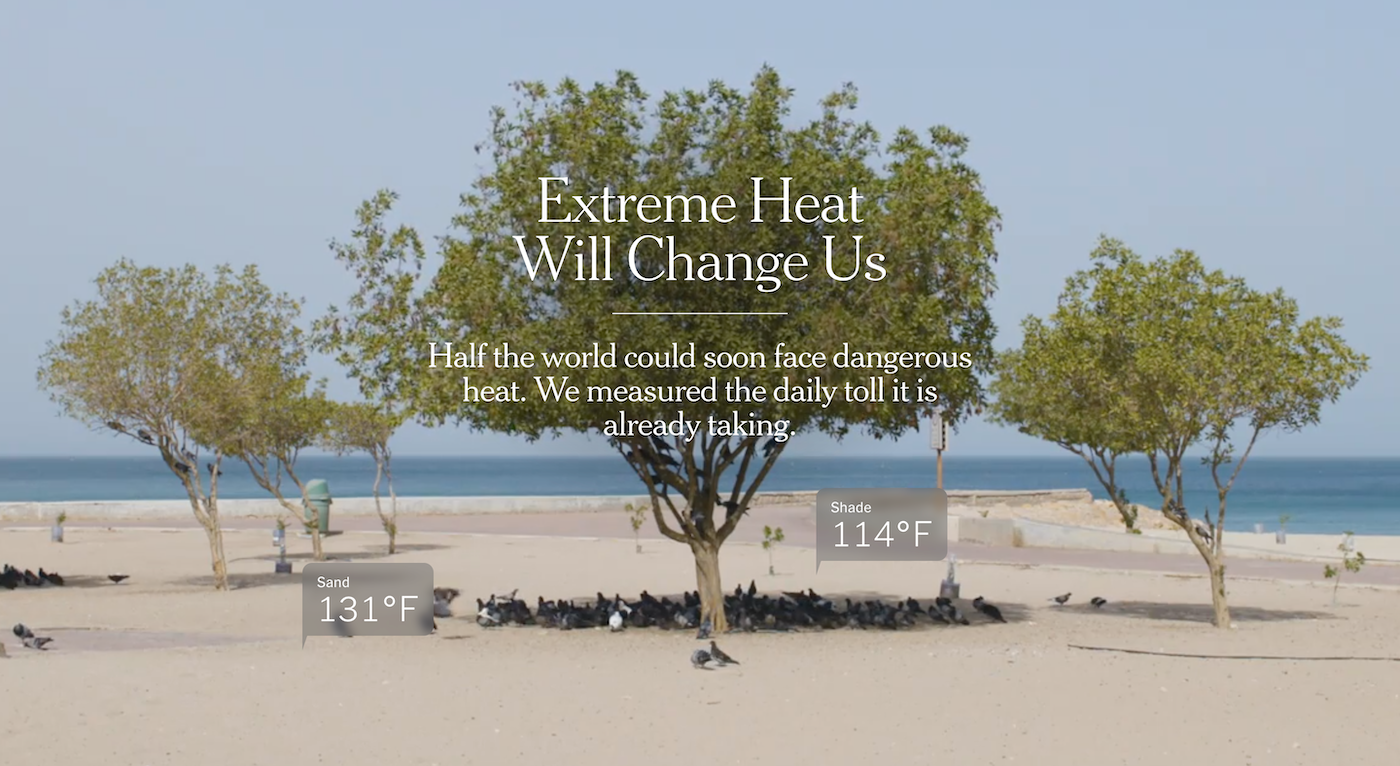 Extreme Heat
Will Change Us
Half the world could soon face dangerous
heat. We measured the daily toll it is
already taking.
Shade
114°F
Sand
131°F